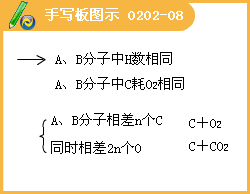 手写板图示 0202-08
A、B分子中H数相同
A、B分子中C耗O₂相同
A、B分子相差n个C C+O₂
同时相差2n个O C+CO₂